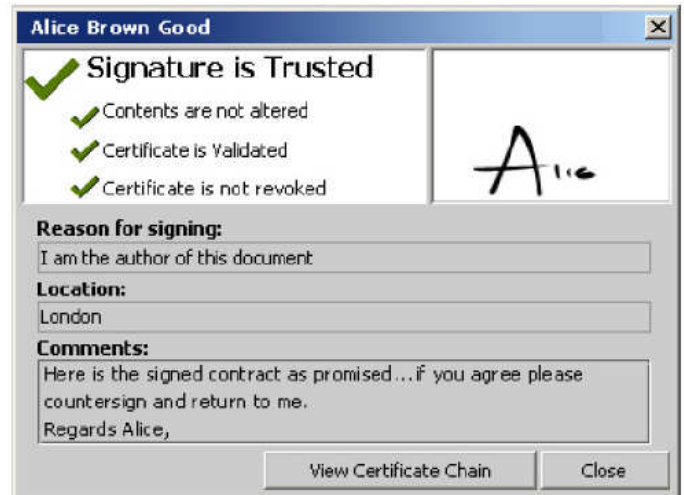 Alice Brown Good
Signature is Trusted
Contents are not altered
Certificate is Validated
Certificate is not revoked
Alice
Reason for signing:
I am the author of this document
Location:
London
Comments:
Here is the signed contract as promised...if you agree please
countersign and return to me.
Regards Alice,
View Certificate Chain
Close